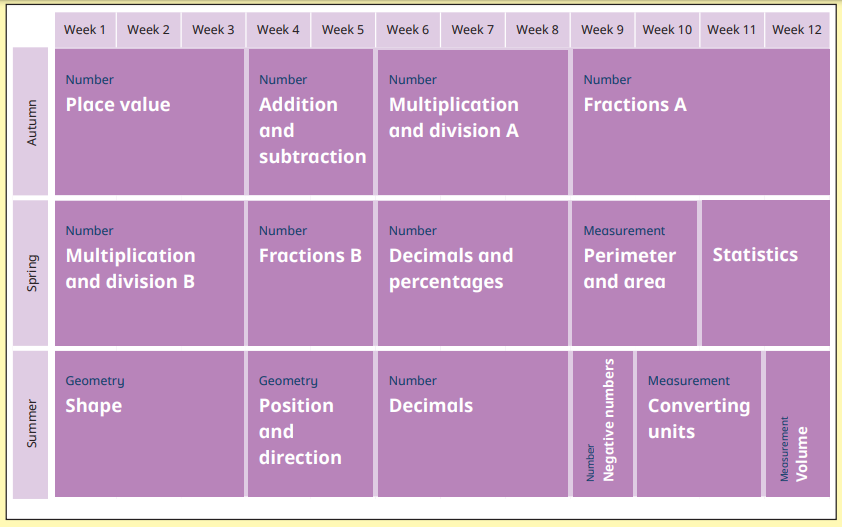 Week 1 Week 2 Week 3 Week 4 Week 5 Week 6 Week 7 Week 8 Week 9 Week 10 Week 11 Week 12
Autumn
Number
Place value
Number
Addition
and
subtraction
Number
Multiplication
and division A
Number
Fractions A
Spring
Number
Multiplication
and division B
Number
Fractions B
Number
Decimals and
percentages
Measurement
Perimeter
and area
Statistics
Summer
Geometry
Shape
Geometry
Position
and
direction
Number
Decimals
Number
Negative numbers
Measurement
Converting
units
Measurement
Volume